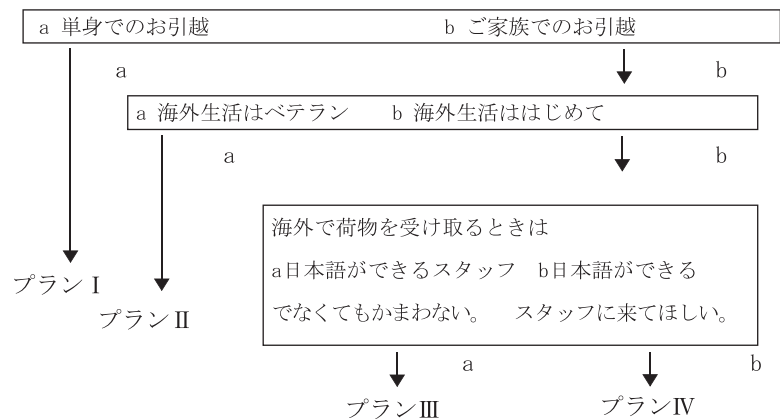 a 単身でのお引越 b ご家族でのお引越
a b
a 海外生活はベテラン b 海外生活ははじめて
a b
海外で荷物を受け取るときは
a日本語ができるスタッフ b日本語ができる
でなくてもかまわない。 スタッフに来てほしい。
プランⅠ
プランⅡ
a b
プランⅢ プランⅣ